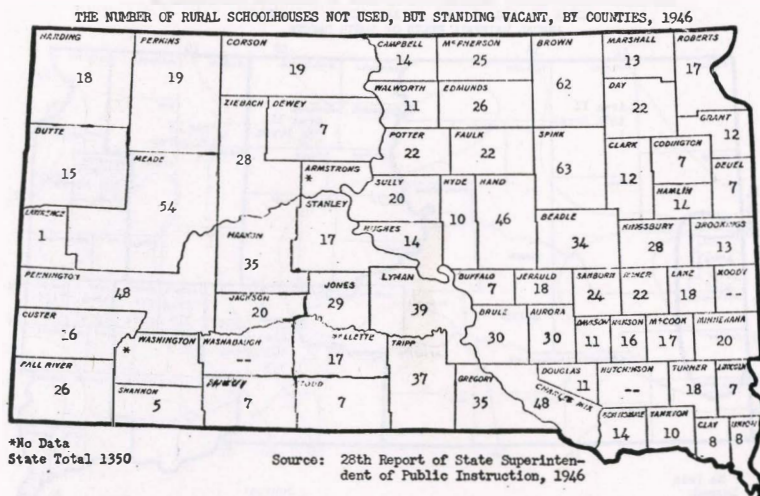 THE NUMBER OF RURAL SCHOOLHOUSES NOT USED, BUT STANDING VACANT, BY COUNTIES, 1946
HARDING PERKINS CORSON CAMPBELL McPHERSON BROWN MARSHALL ROBERTS
18 19 19 14 25 62 13 17
WALWORTH EDMUNDS DAY
11 26 22
ZIEBACH DEWEY GRANT
28 7 12
BUTTE MEADE POTTER FAULK SPINK CLARK CODINGTON DEUEL
15 54 22 22 63 12 7 7
ARMSTRONG HAMLIN
* 14
SULLY HYDE HAND
20 10 46
LAWRENCE STANLEY HUGHES BEADLE KINGSBURY BROOKINGS
1 17 14 34 28 13
HAAKON
35
PENNINGTON JONES LYMAN BUFFALO JERAULD SANBORN MINER LAKE MOODY
48 29 39 7 18 24 22 18 --
JACKSON
20
CUSTER BRULE AURORA DAVISON HANSON McCOOK MINNEHAHA
16 30 30 11 16 17 20
* WASHINGTON WASHABAUGH MELLETTE TRIPP
-- 17 37
FALL RIVER DOUGLAS HUTCHINSON TURNER LINCOLN
26 11 -- 18 7
SHANNON TODD GREGORY CHARLES MIX
5 7 7 35 48
YANKTON CLAY UNION
14 10 8 8
*No Data
State Total 1350
Source: 28th Report of State Superinten-
dent of Public Instruction, 1946